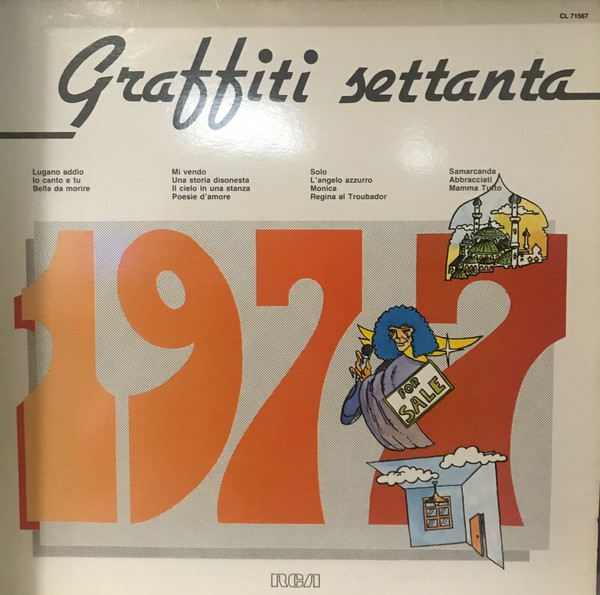 CL 71567
Graffiti settanta
Lugano addio
Io canto e tu
Bella da morire
Mi vendo
Una storia disonesta
Il cielo in una stanza
Poesie d'amore
Solo
L'angelo azzurro
Monica
Regina al Troubador
Samarcanda
Abbracciati
Mamma Tutto
1977
FOR
SALE
RCA